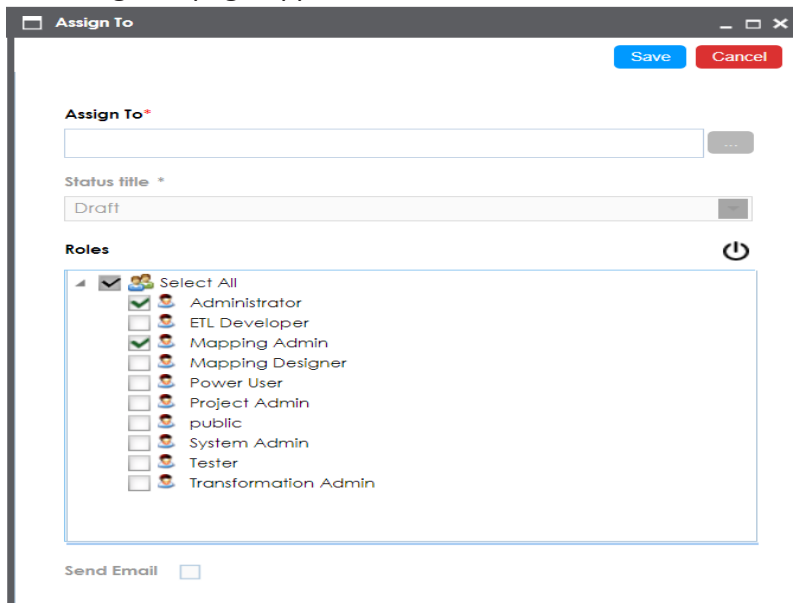 Assign To
Save Cancel
Assign To*
...
Status title *
Draft
Roles
Select All
Administrator
ETL Developer
Mapping Admin
Mapping Designer
Power User
Project Admin
public
System Admin
Tester
Transformation Admin
Send Email